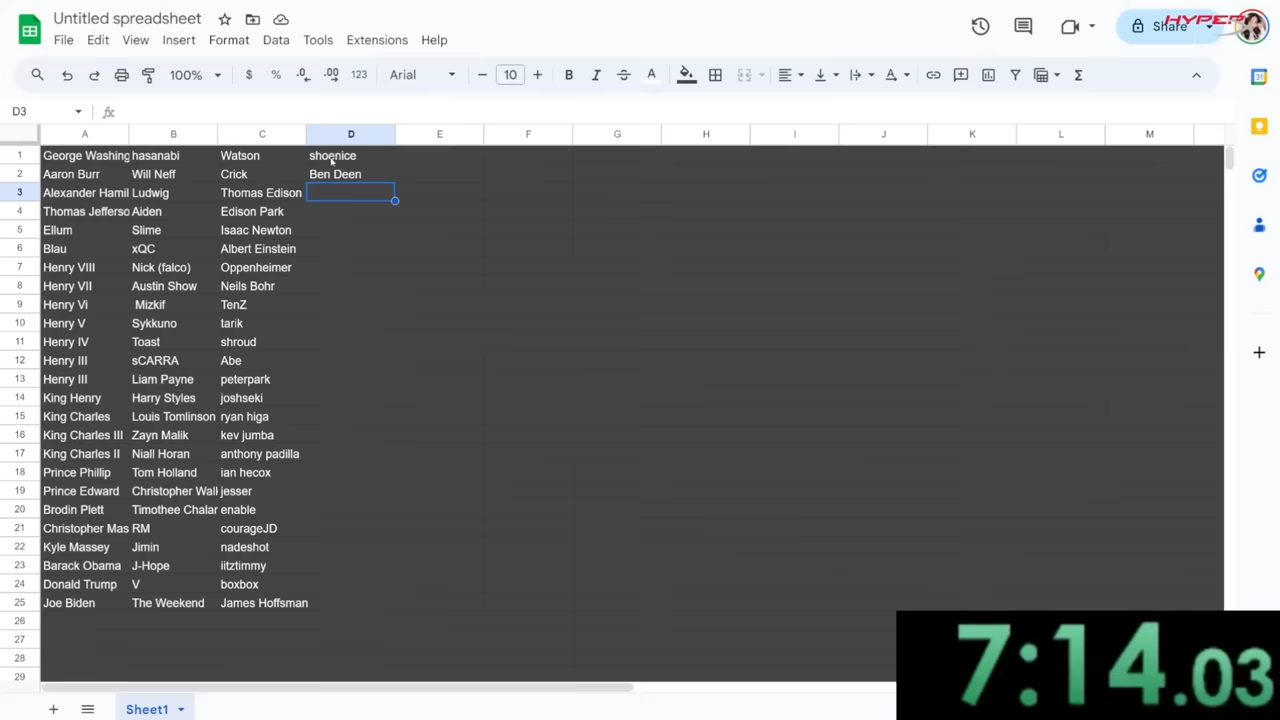 Untitled spreadsheet
File Edit View Insert Format Data Tools Extensions Help
Share
HYPEP
100% $ % .0 .00 123 Arial 10 B I S A
D3 fx
A B C D E F G H I J K L M
1 George Washing hasanabi Watson shoenice
2 Aaron Burr Will Neff Crick Ben Deen
3 Alexander Hamil Ludwig Thomas Edison
4 Thomas Jefferso Aiden Edison Park
5 Ellum Slime Isaac Newton
6 Blau xQC Albert Einstein
7 Henry VIII Nick (falco) Oppenheimer
8 Henry VII Austin Show Neils Bohr
9 Henry Vi Mizkif TenZ
10 Henry V Sykkuno tarik
11 Henry IV Toast shroud
12 Henry III sCARRA Abe
13 Henry III Liam Payne peterpark
14 King Henry Harry Styles joshseki
15 King Charles Louis Tomlinson ryan higa
16 King Charles III Zayn Malik kev jumba
17 King Charles II Niall Horan anthony padilla
18 Prince Phillip Tom Holland ian hecox
19 Prince Edward Christopher Wall jesser
20 Brodin Plett Timothee Chalar enable
21 Christopher Mas RM courageJD
22 Kyle Massey Jimin nadeshot
23 Barack Obama J-Hope iitztimmy
24 Donald Trump V boxbox
25 Joe Biden The Weekend James Hoffsman
26
27
28
29
7:14.03
Sheet1